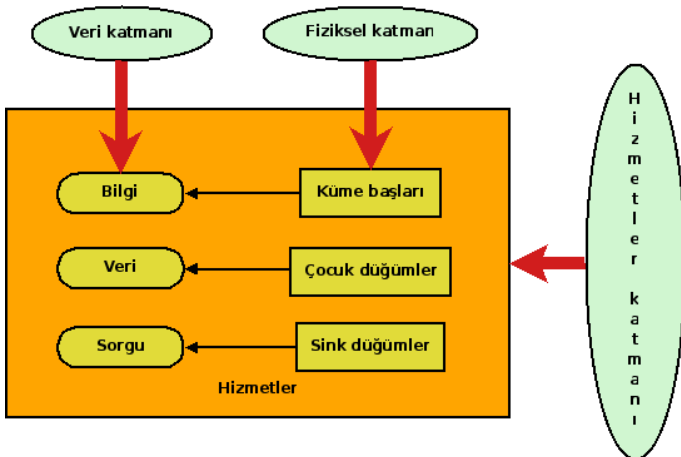 Veri katmanı
Fiziksel katman
Bilgi
Küme başları
Veri
Çocuk düğümler
Sorgu
Sink düğümler
Hizmetler
Hizmetler katmanı